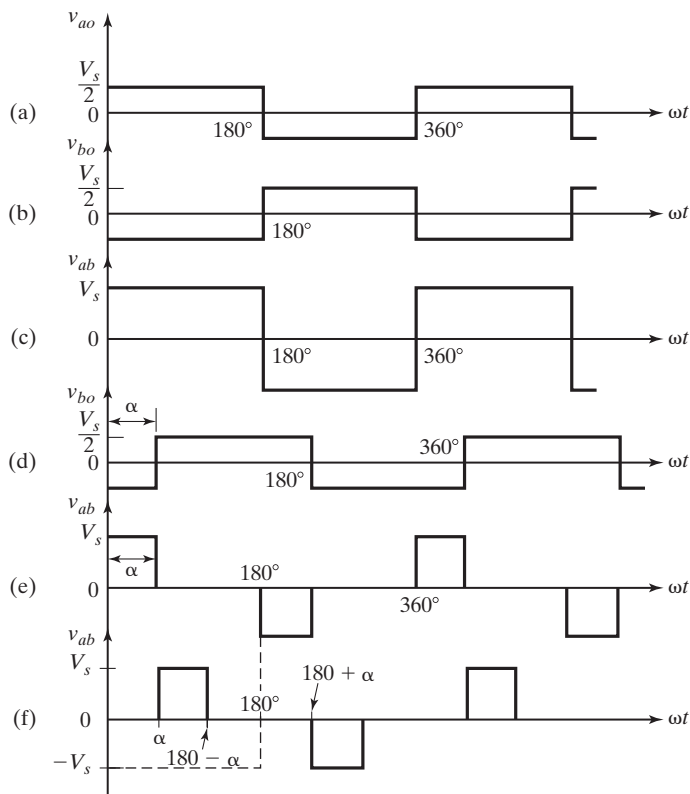 v_ao
V_s/2
0
(a)
180°
360°
ωt
v_bo
V_s/2
(b)
0
180°
ωt
v_ab
V_s
(c)
0
180°
360°
ωt
v_bo
α
V_s/2
(d)
0
180°
360°
ωt
v_ab
V_s
α
(e)
0
180°
360°
ωt
v_ab
V_s
180 + α
(f)
0
180°
ωt
α
180 − α
−V_s